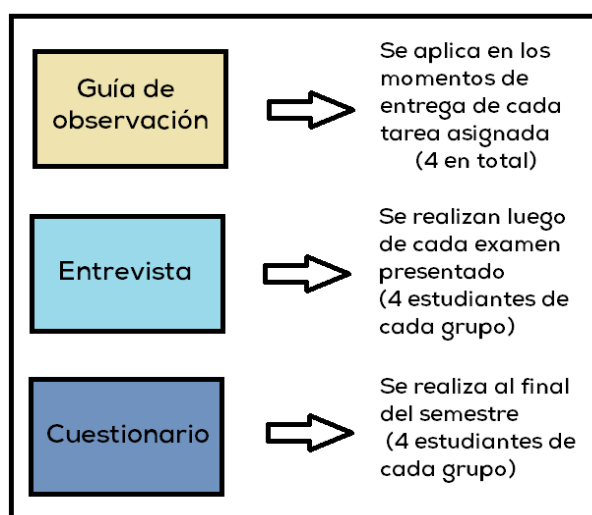 Guía de
observación
Se aplica en los
momentos de
entrega de cada
tarea asignada
(4 en total)
Entrevista
Se realizan luego
de cada examen
presentado
(4 estudiantes de
cada grupo)
Cuestionario
Se realiza al final
del semestre
(4 estudiantes de
cada grupo)